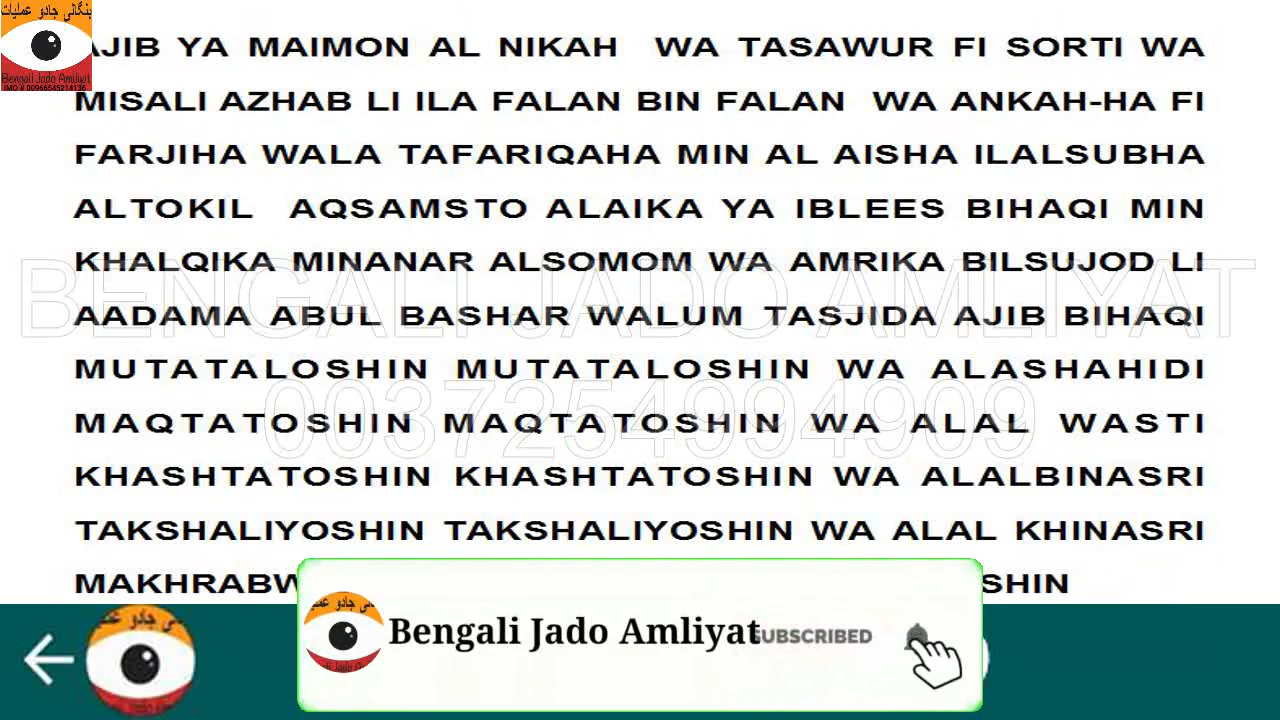 بنگالی جادو عملیات
Bengali Jado Amliyat
IMO # 00966545214136
AJIB YA MAIMON AL NIKAH WA TASAWUR FI SORTI WA
MISALI AZHAB LI ILA FALAN BIN FALAN WA ANKAH-HA FI
FARJIHA WALA TAFARIQAHA MIN AL AISHA ILALSUBHA
ALTOKIL AQSAMSTO ALAIKA YA IBLEES BIHAQI MIN
KHALQIKA MINANAR ALSOMOM WA AMRIKA BILSUJOD LI
BENGALI JADO AMLIYAT
AADAMA ABUL BASHAR WALUM TASJIDA AJIB BIHAQI
MUTATALOSHIN MUTATALOSHIN WA ALASHAHIDI
0037254994909
MAQTATOSHIN MAQTATOSHIN WA ALAL WASTI
KHASHTATOSHIN KHASHTATOSHIN WA ALALBINASRI
TAKSHALIYOSHIN TAKSHALIYOSHIN WA ALAL KHINASRI
Bengali Jado Amliyat
SUBSCRIBED